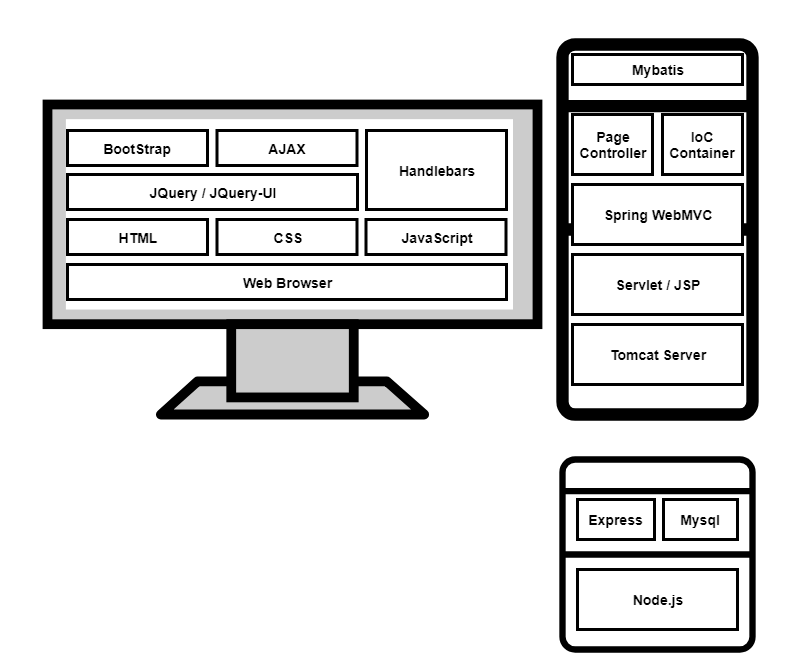 BootStrap
AJAX
Handlebars
JQuery / JQuery-UI
HTML
CSS
JavaScript
Web Browser
Mybatis
Page
Controller
IoC
Container
Spring WebMVC
Servlet / JSP
Tomcat Server
Express
Mysql
Node.js